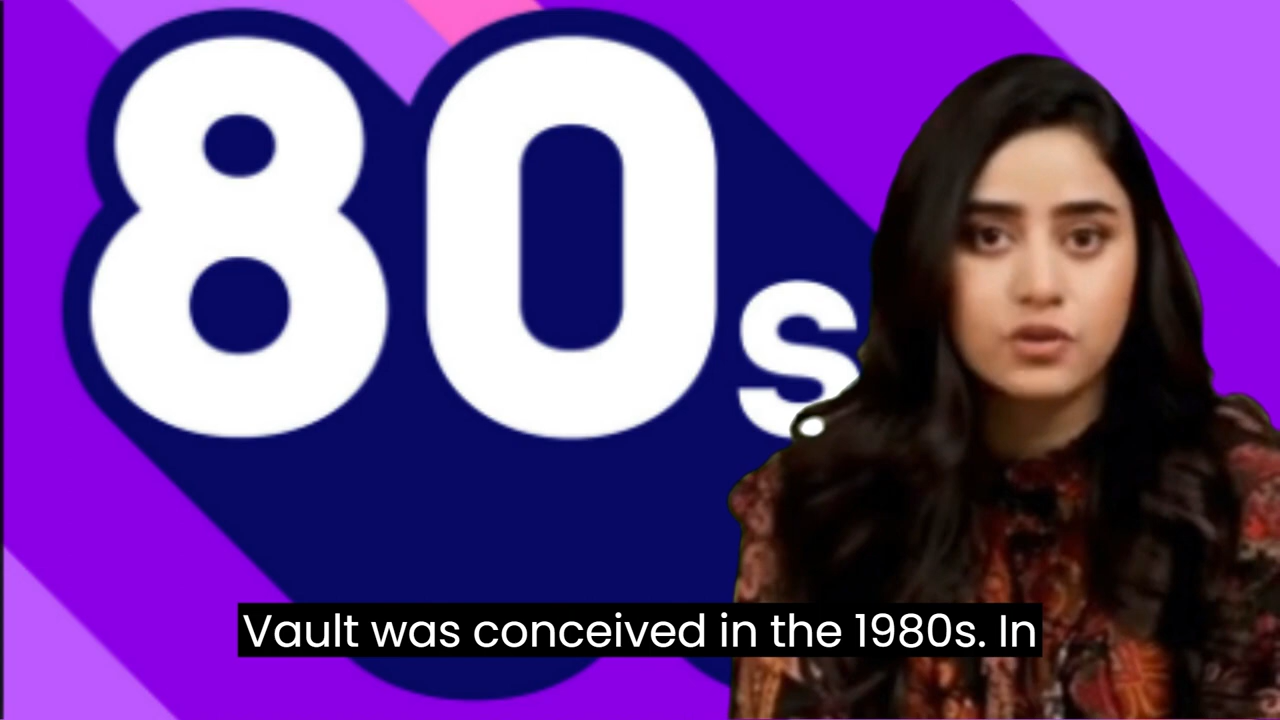 80s
Vault was conceived in the 1980s. In